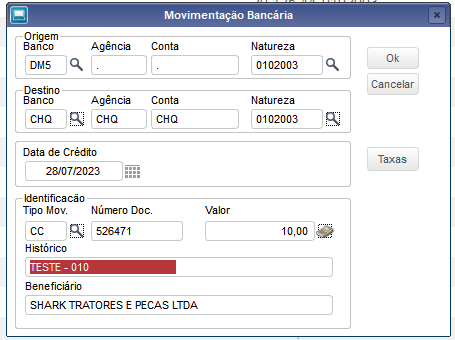 Movimentação Bancária
Origem
Banco Agência Conta Natureza
DM5 . . 0102003
Ok
Cancelar
Destino
Banco Agência Conta Natureza
CHQ CHQ CHQ 0102003
Data de Crédito
28/07/2023
Taxas
Identificação
Tipo Mov. Número Doc. Valor
CC 526471 10,00
Histórico
TESTE - 010
Beneficiário
SHARK TRATORES E PECAS LTDA